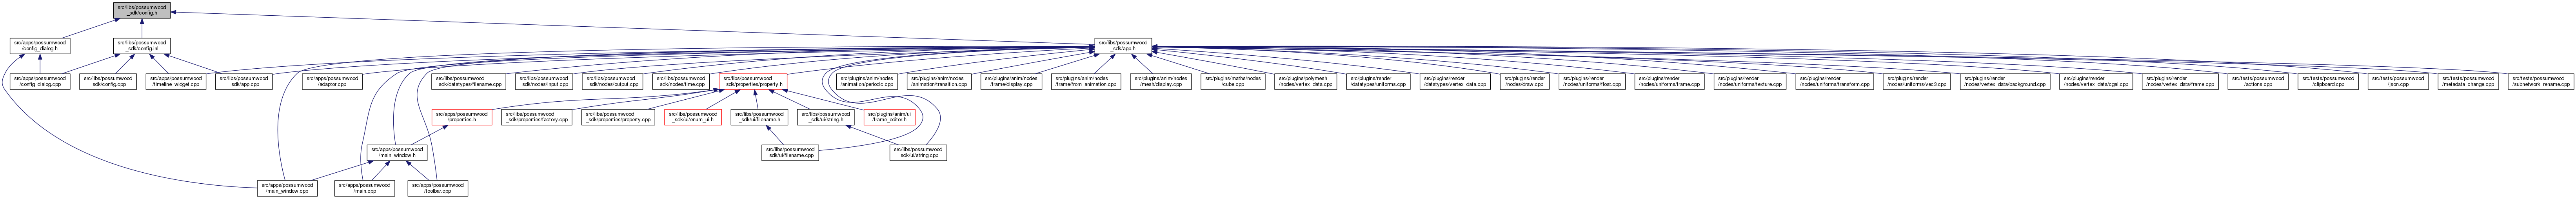 src/libs/possumwood
_sdk/config.h
src/apps/possumwood
/config_dialog.h
src/libs/possumwood
_sdk/config.inl
src/libs/possumwood
_sdk/app.h
src/apps/possumwood
/config_dialog.cpp
src/libs/possumwood
_sdk/config.cpp
src/apps/possumwood
/timeline_widget.cpp
src/libs/possumwood
_sdk/app.cpp
src/apps/possumwood
/adaptor.cpp
src/libs/possumwood
_sdk/datatypes/filename.cpp
src/libs/possumwood
_sdk/nodes/input.cpp
src/libs/possumwood
_sdk/nodes/output.cpp
src/libs/possumwood
_sdk/nodes/time.cpp
src/libs/possumwood
_sdk/properties/property.h
src/plugins/anim/nodes
/animation/periodic.cpp
src/plugins/anim/nodes
/animation/transition.cpp
src/plugins/anim/nodes
/frame/display.cpp
src/plugins/anim/nodes
/frame/from_animation.cpp
src/plugins/anim/nodes
/mesh/display.cpp
src/plugins/maths/nodes
/cube.cpp
src/plugins/polymesh
/nodes/vertex_data.cpp
src/plugins/render
/datatypes/uniforms.cpp
src/plugins/render
/datatypes/vertex_data.cpp
src/plugins/render
/nodes/draw.cpp
src/plugins/render
/nodes/uniforms/float.cpp
src/plugins/render
/nodes/uniforms/frame.cpp
src/plugins/render
/nodes/uniforms/texture.cpp
src/plugins/render
/nodes/uniforms/transform.cpp
src/plugins/render
/nodes/uniforms/vec3.cpp
src/plugins/render
/nodes/vertex_data/background.cpp
src/plugins/render
/nodes/vertex_data/cgal.cpp
src/plugins/render
/nodes/vertex_data/frame.cpp
src/tests/possumwood
/actions.cpp
src/tests/possumwood
/clipboard.cpp
src/tests/possumwood
/json.cpp
src/tests/possumwood
/metadata_change.cpp
src/tests/possumwood
/subnetwork_rename.cpp
src/apps/possumwood
/properties.h
src/libs/possumwood
_sdk/properties/factory.cpp
src/libs/possumwood
_sdk/properties/property.cpp
src/libs/possumwood
_sdk/ui/enum_ui.h
src/libs/possumwood
_sdk/ui/filename.h
src/libs/possumwood
_sdk/ui/string.h
src/plugins/anim/ui
/frame_editor.h
src/apps/possumwood
/main_window.h
src/libs/possumwood
_sdk/ui/filename.cpp
src/libs/possumwood
_sdk/ui/string.cpp
src/apps/possumwood
/main_window.cpp
src/apps/possumwood
/main.cpp
src/apps/possumwood
/toolbar.cpp